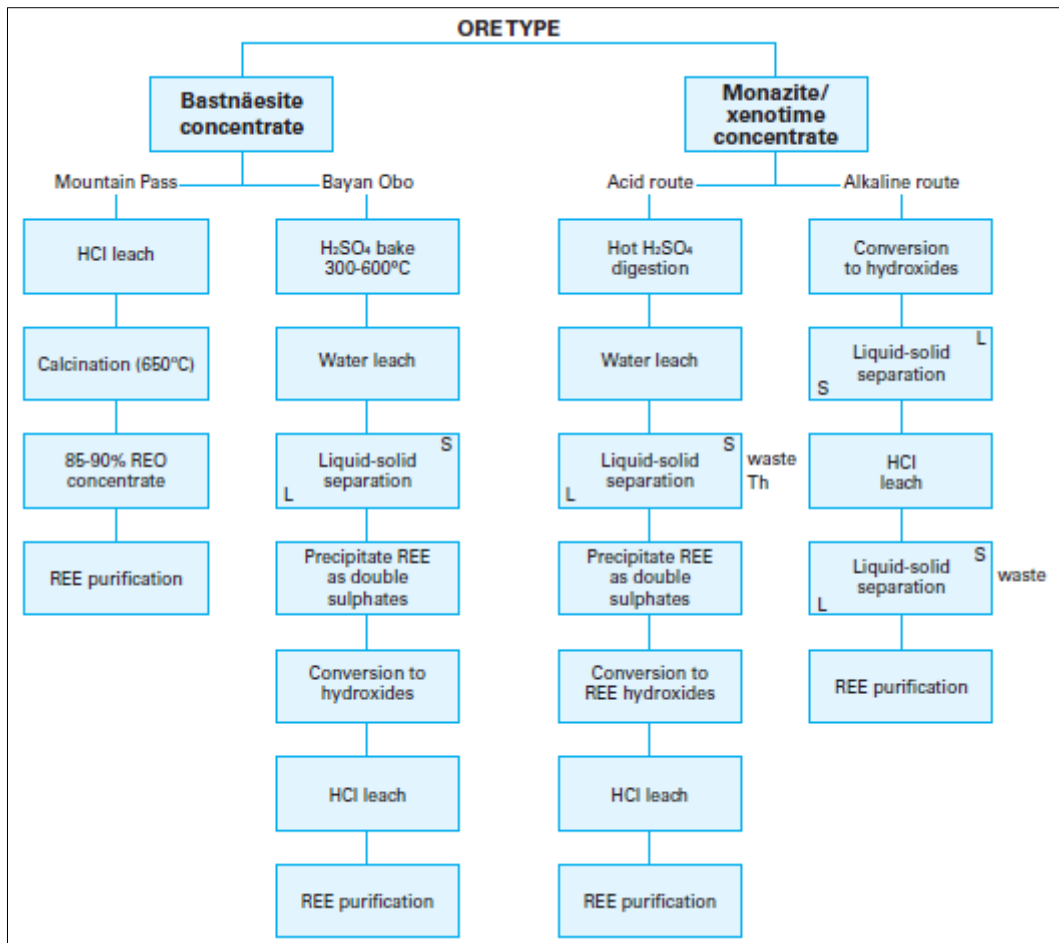 ORE TYPE
Bastnäesite
concentrate
Monazite/
xenotime
concentrate
Mountain Pass
Bayan Obo
Acid route
Alkaline route
HCl leach
Calcination (650ºC)
85-90% REO
concentrate
REE purification
H₂SO₄ bake
300-600ºC
Water leach
S
Liquid-solid
separation
L
Precipitate REE
as double
sulphates
Conversion to
hydroxides
HCl leach
REE purification
Hot H₂SO₄
digestion
Water leach
S
Liquid-solid
separation
L
waste
Th
Precipitate REE
as double
sulphates
Conversion to
REE hydroxides
HCl leach
REE purification
Conversion
to hydroxides
L
Liquid-solid
separation
S
HCl
leach
S
Liquid-solid
separation
L
waste
REE purification